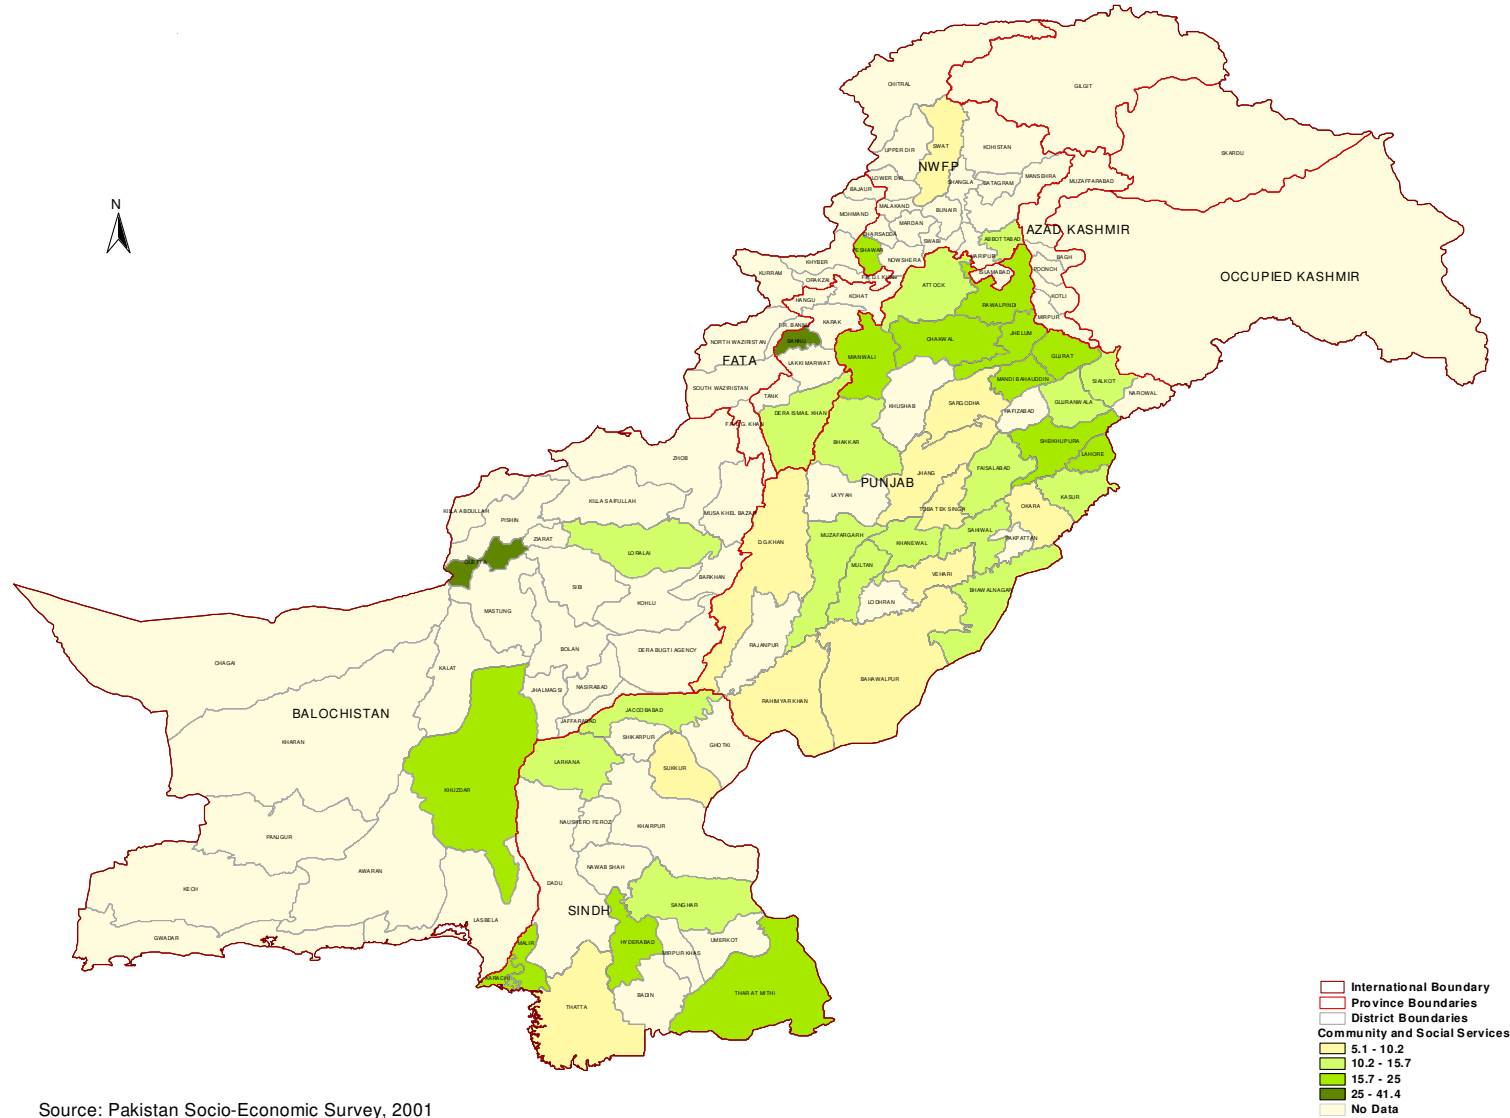 CHITRAL
GILGIT
SKARDU
SWAT
KOHISTAN
UPPER DIR
NWFP
LOWER DIR
SHANGLA
BATAGRAM
MANSEHRA
MUZAFFARABAD
BAJAUR
MALAKAND
BUNAIR
MOHMAND
MARDAN
CHARSADDA
SWABI
ABBOTTABAD
AZAD KASHMIR
N
PESHAWAR
NOWSHERA
HARIPUR
BAGH
KHYBER
ISLAMABAD
POONCH
KURRAM
ORAKZAI
ATTOCK
OCCUPIED KASHMIR
HANGU
KOHAT
RAWALPINDI
KOTLI
MIRPUR
F.R. BANNU
KARAK
NORTH WAZIRISTAN
BANNU
CHAKWAL
JHELUM
FATA
LAKKI MARWAT
MIANWALI
GUJRAT
SOUTH WAZIRISTAN
MANDI BAHAUDDIN
SIALKOT
TANK
KHUSHAB
SARGODHA
GUJRANWALA
NAROWAL
DERA ISMAIL KHAN
HAFIZABAD
BHAKKAR
SHEIKHUPURA
LAHORE
ZHOB
JHANG
FAISALABAD
PUNJAB
LAYYAH
KASUR
KILLA SAIFULLAH
MUSA KHEL BAZAR
TOBA TEK SINGH
OKARA
KILLA ABDULLAH
PISHIN
ZIARAT
D.G.KHAN
MUZAFARGARH
KHANEWAL
SAHIWAL
PAKPATTAN
LORALAI
QUETTA
MULTAN
VEHARI
BARKHAN
SIBI
BHAWALNAGAR
KOHLU
LODHRAN
MASTUNG
RAJANPUR
BOLAN
DERA BUGTI AGENCY
CHAGAI
KALAT
BAHAWALPUR
JHALMAGSI
NASIRABAD
RAHIMYAR KHAN
BALOCHISTAN
JACOBABAD
JAFFARABAD
KHARAN
SHIKARPUR
GHOTKI
LARKANA
SUKKUR
KHUZDAR
NAUSHERO FEROZ
KHAIRPUR
PANJGUR
NAWAB SHAH
AWARAN
DADU
KECH
SANGHAR
SINDH
LASBELA
GWADAR
MALIR
HYDERABAD
UMERKOT
MIRPUR KHAS
KARACHI
BADIN
THAR AT MITHI
THATTA
International Boundary
Province Boundaries
District Boundaries
Community and Social Services
5.1 - 10.2
10.2 - 15.7
15.7 - 25
25 - 41.4
No Data
Source: Pakistan Socio-Economic Survey, 2001